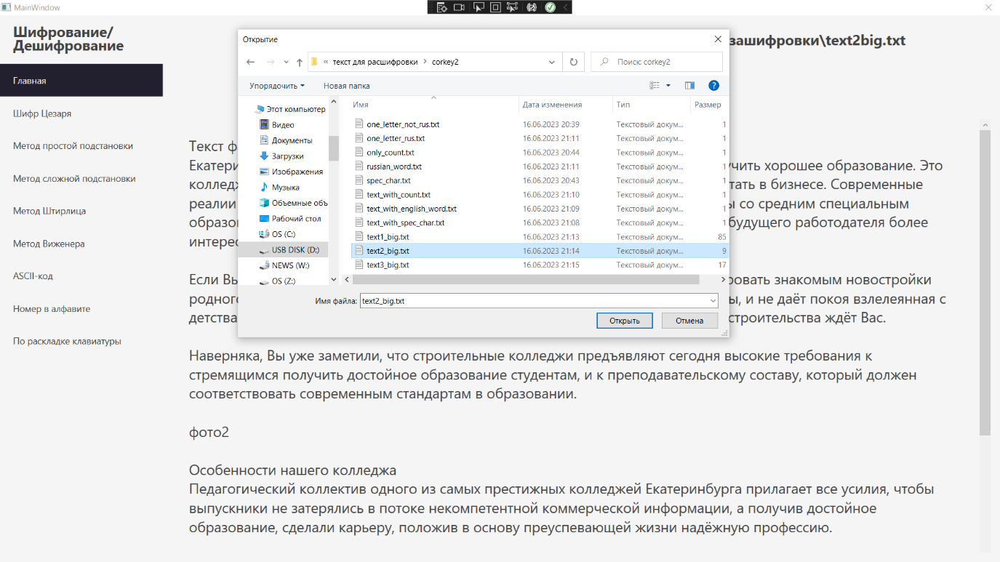 MainWindow
Шифрование/
Дешифрование
Главная
Шифр Цезаря
Метод простой подстановки
Метод сложной подстановки
Метод Штирлица
Метод Виженера
ASCII-код
Номер в алфавите
По раскладке клавиатуры
зашифровки\text2big.txt
Открытие
« текст для расшифровки > corkey2
Поиск: corkey2
Упорядочить
Новая папка
Этот компьютер
Видео
Документы
Загрузки
Изображения
Музыка
Объемные объ
Рабочий стол
OS (C:)
USB DISK (D:)
NEWS (W:)
OS (Z:)
Имя Дата изменения Тип Размер
one_letter_not_rus.txt 16.06.2023 20:39 Текстовый докум... 1
one_letter_rus.txt 16.06.2023 21:11 Текстовый докум... 1
only_count.txt 16.06.2023 20:44 Текстовый докум... 1
russian_word.txt 16.06.2023 21:11 Текстовый докум... 1
spec_char.txt 16.06.2023 20:43 Текстовый докум... 1
text_with_count.txt 16.06.2023 21:10 Текстовый докум... 1
text_with_english_word.txt 16.06.2023 21:09 Текстовый докум... 1
text_with_spec_char.txt 16.06.2023 21:08 Текстовый докум... 1
text1_big.txt 16.06.2023 21:13 Текстовый докум... 85
text2_big.txt 16.06.2023 21:14 Текстовый докум... 9
text3_big.txt 16.06.2023 21:15 Текстовый докум... 17
Имя файла: text2_big.txt
Открыть Отмена
Текст ф
Екатери учить хорошее образование. Это
колледж тать в бизнесе. Современные
реалии ы со средним специальным
образо будущего работодателя более
интерес
Если Вы ровать знакомым новостройки
родного ы, и не даёт покоя взлелеянная с
детства строительства ждёт Вас.
Наверняка, Вы уже заметили, что строительные колледжи предъявляют сегодня высокие требования к
стремящимся получить достойное образование студентам, и к преподавательскому составу, который должен
соответствовать современным стандартам в образовании.
фото2
Особенности нашего колледжа
Педагогический коллектив одного из самых престижных колледжей Екатеринбурга прилагает все усилия, чтобы
выпускники не затерялись в потоке некомпетентной коммерческой информации, а получив достойное
образование, сделали карьеру, положив в основу преуспевающей жизни надёжную профессию.